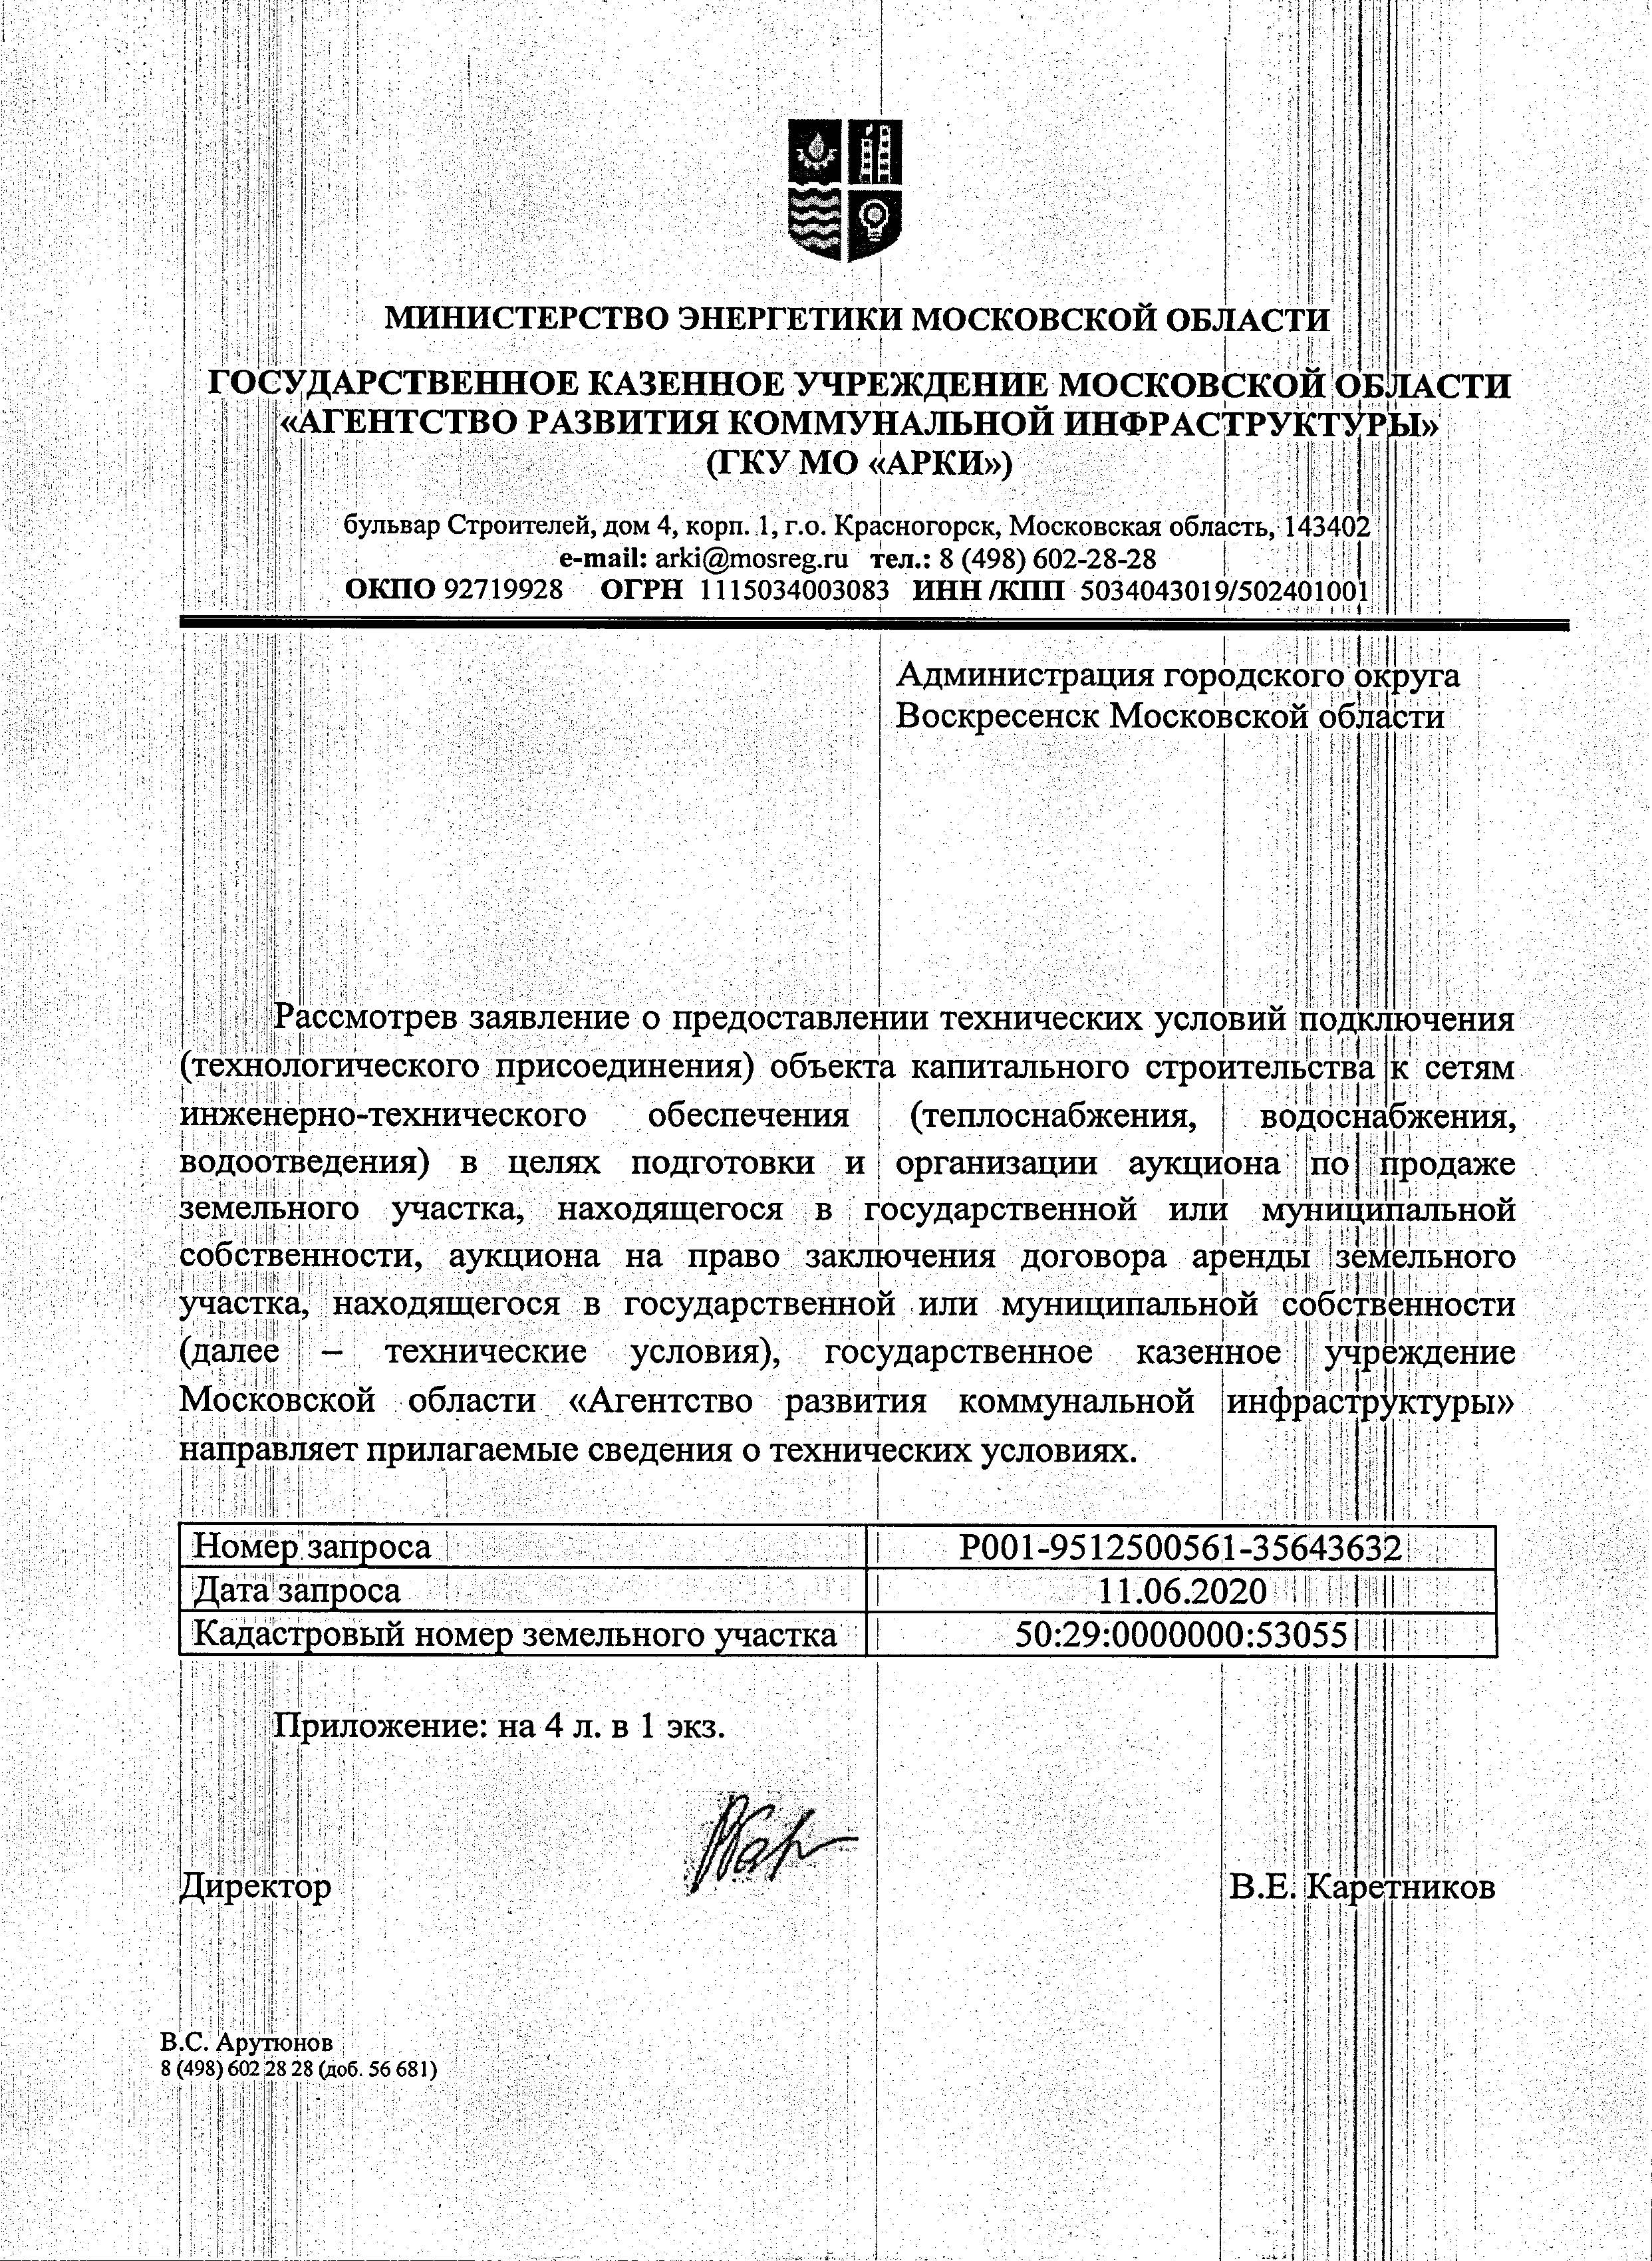 МИНИСТЕРСТВО ЭНЕРГЕТИКИ МОСКОВСКОЙ ОБЛАСТИ
ГОСУДАРСТВЕННОЕ КАЗЕННОЕ УЧРЕЖДЕНИЕ МОСКОВСКОЙ ОБЛАСТИ
«АГЕНТСТВО РАЗВИТИЯ КОММУНАЛЬНОЙ ИНФРАСТРУКТУРЫ»
(ГКУ МО «АРКИ»)
бульвар Строителей, дом 4, корп. 1, г.о. Красногорск, Московская область, 143402
e-mail: arki@mosreg.ru тел.: 8 (498) 602-28-28
ОКПО 92719928 ОГРН 1115034003083 ИНН /КПП 5034043019/502401001
Администрация городского округа
Воскресенск Московской области
Рассмотрев заявление о предоставлении технических условий подключения
(технологического присоединения) объекта капитального строительства к сетям
инженерно-технического обеспечения (теплоснабжения, водоснабжения,
водоотведения) в целях подготовки и организации аукциона по продаже
земельного участка, находящегося в государственной или муниципальной
собственности, аукциона на право заключения договора аренды земельного
участка, находящегося в государственной или муниципальной собственности
(далее – технические условия), государственное казенное учреждение
Московской области «Агентство развития коммунальной инфраструктуры»
направляет прилагаемые сведения о технических условиях.
Номер запроса P001-9512500561-35643632
Дата запроса 11.06.2020
Кадастровый номер земельного участка 50:29:0000000:53055
Приложение: на 4 л. в 1 экз.
Директор В.Е. Каретников
В.С. Арутюнов
8 (498) 602 28 28 (доб. 56 681)